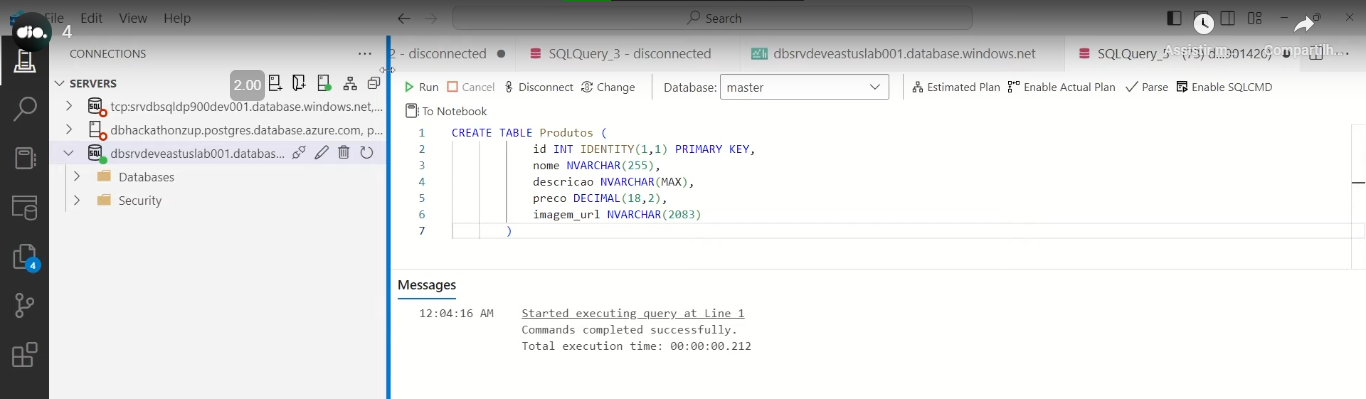 File Edit View Help
Search
dio. 4
CONNECTIONS
2 - disconnected
SQLQuery_3 - disconnected
dbsrvdeveastuslab001.database.windows.net
SQLQuery_5 - (73) d...901420)
SERVERS
2.00
Run Cancel Disconnect Change Database: master Estimated Plan Enable Actual Plan Parse Enable SQLCMD
tcp:srvdbsqldp900dev001.database.windows.net,...
To Notebook
dbhackathonzup.postgres.database.azure.com, p...
dbsrvdeveastuslab001.databas...
Databases
Security
4
1 CREATE TABLE Produtos (
2 id INT IDENTITY(1,1) PRIMARY KEY,
3 nome NVARCHAR(255),
4 descricao NVARCHAR(MAX),
5 preco DECIMAL(18,2),
6 imagem_url NVARCHAR(2083)
7 )
Messages
12:04:16 AM Started executing query at Line 1
Commands completed successfully.
Total execution time: 00:00:00.212